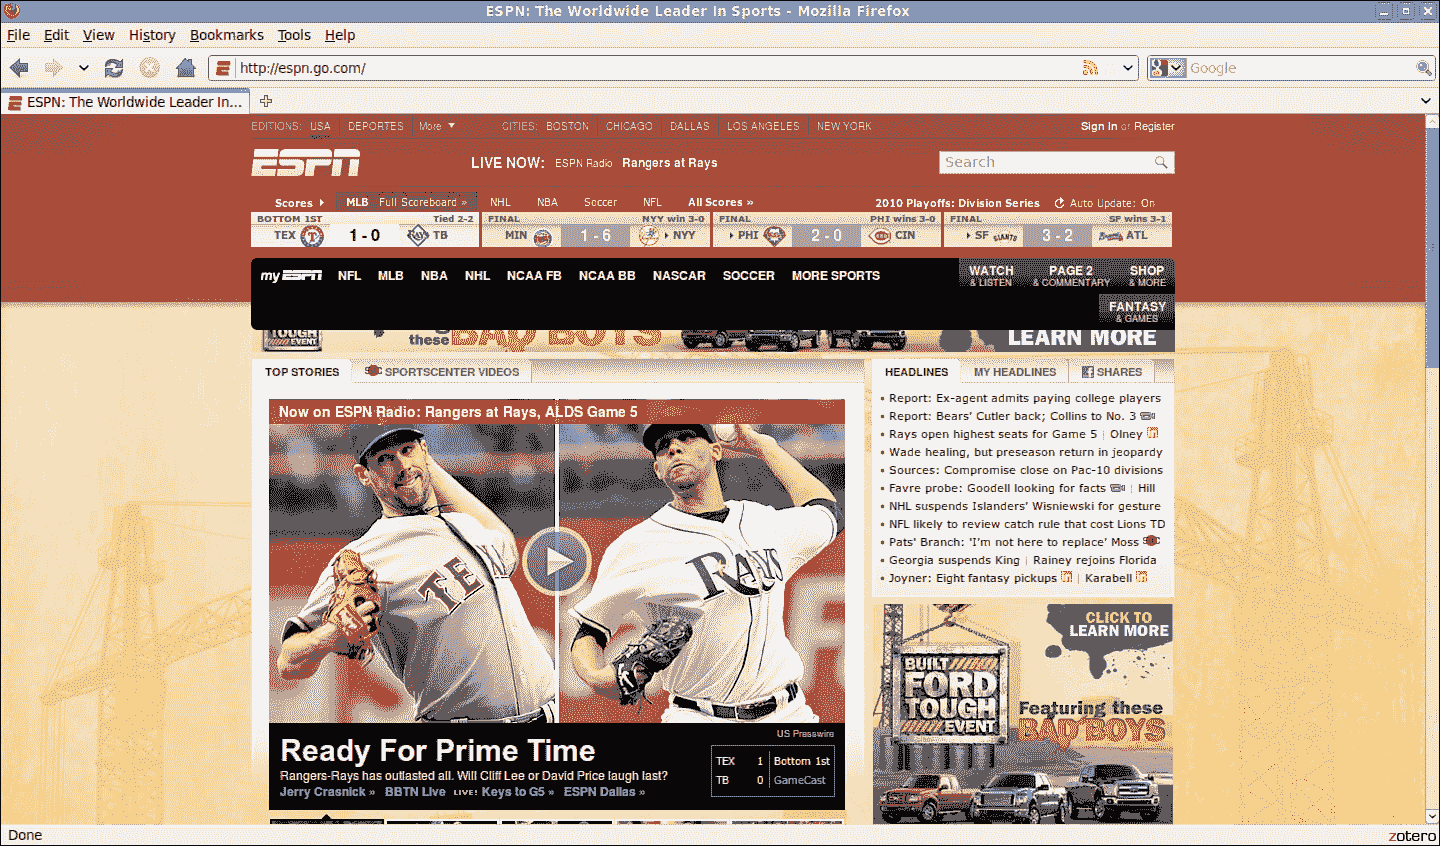 ESPN: The Worldwide Leader In Sports - Mozilla Firefox
File Edit View History Bookmarks Tools Help
http://espn.go.com/
Google
ESPN: The Worldwide Leader In...
EDITIONS: USA DEPORTES More CITIES: BOSTON CHICAGO DALLAS LOS ANGELES NEW YORK
Sign In or Register
ESPN
LIVE NOW: ESPN Radio Rangers at Rays
Search
Scores MLB Full Scoreboard » NHL NBA Soccer NFL All Scores »
2010 Playoffs: Division Series Auto Update: On
BOTTOM 1ST Tied 2-2 FINAL NYY win 3-0 FINAL PHI wins 3-0 FINAL SF wins 3-1
TEX 1 - 0 TB MIN 1 - 6 NYY PHI 2 - 0 CIN SF 3 - 2 ATL
my ESPN NFL MLB NBA NHL NCAA FB NCAA BB NASCAR SOCCER MORE SPORTS
WATCH & LISTEN
PAGE 2 & COMMENTARY
SHOP & MORE
FANTASY & GAMES
TOUGH
EVENT
these BAD BOYS
LEARN MORE
TOP STORIES SPORTSCENTER VIDEOS
HEADLINES MY HEADLINES SHARES
Now on ESPN Radio: Rangers at Rays, ALDS Game 5
TE
RAYS
US Presswire
Ready For Prime Time
Rangers-Rays has outlasted all. Will Cliff Lee or David Price laugh last?
Jerry Crasnick » BBTN Live LIVE! Keys to G5 » ESPN Dallas »
TEX 1 Bottom 1st
TB 0 GameCast
• Report: Ex-agent admits paying college players
• Report: Bears' Cutler back; Collins to No. 3
• Rays open highest seats for Game 5 | Olney
• Wade healing, but preseason return in jeopardy
• Sources: Compromise close on Pac-10 divisions
• Favre probe: Goodell looking for facts | Hill
• NHL suspends Islanders' Wisniewski for gesture
• NFL likely to review catch rule that cost Lions TD
• Pats' Branch: 'I'm not here to replace' Moss
• Georgia suspends King | Rainey rejoins Florida
• Joyner: Eight fantasy pickups | Karabell
CLICK TO
LEARN MORE
BUILT
FORD
TOUGH
EVENT
Featuring these
BAD BOYS
Done
zotero